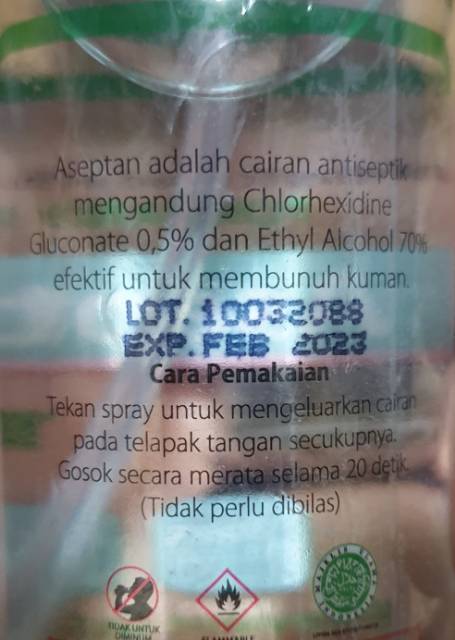 Aseptan adalah cairan antiseptik
mengandung Chlorhexidine
Gluconate 0,5% dan Ethyl Alcohol 70%
efektif untuk membunuh kuman.
LOT. 10032088
EXP. FEB 2023
Cara Pemakaian
Tekan spray untuk mengeluarkan cairan
pada telapak tangan secukupnya.
Gosok secara merata selama 20 detik
(Tidak perlu dibilas)
TIDAK UNTUK
DIMINUM
FLAMMABLE